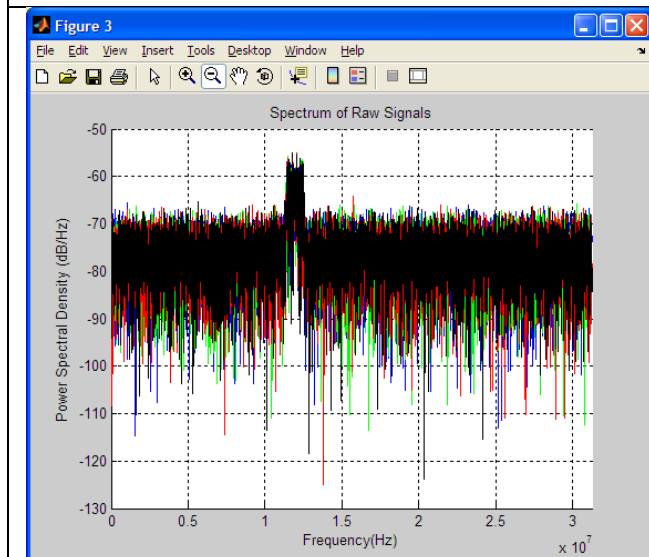 Figure 3
File Edit View Insert Tools Desktop Window Help
Spectrum of Raw Signals
-50
-60
-70
-80
-90
-100
-110
-120
-130
Power Spectral Density (dB/Hz)
0 0.5 1 1.5 2 2.5 3
x 10^7
Frequency(Hz)